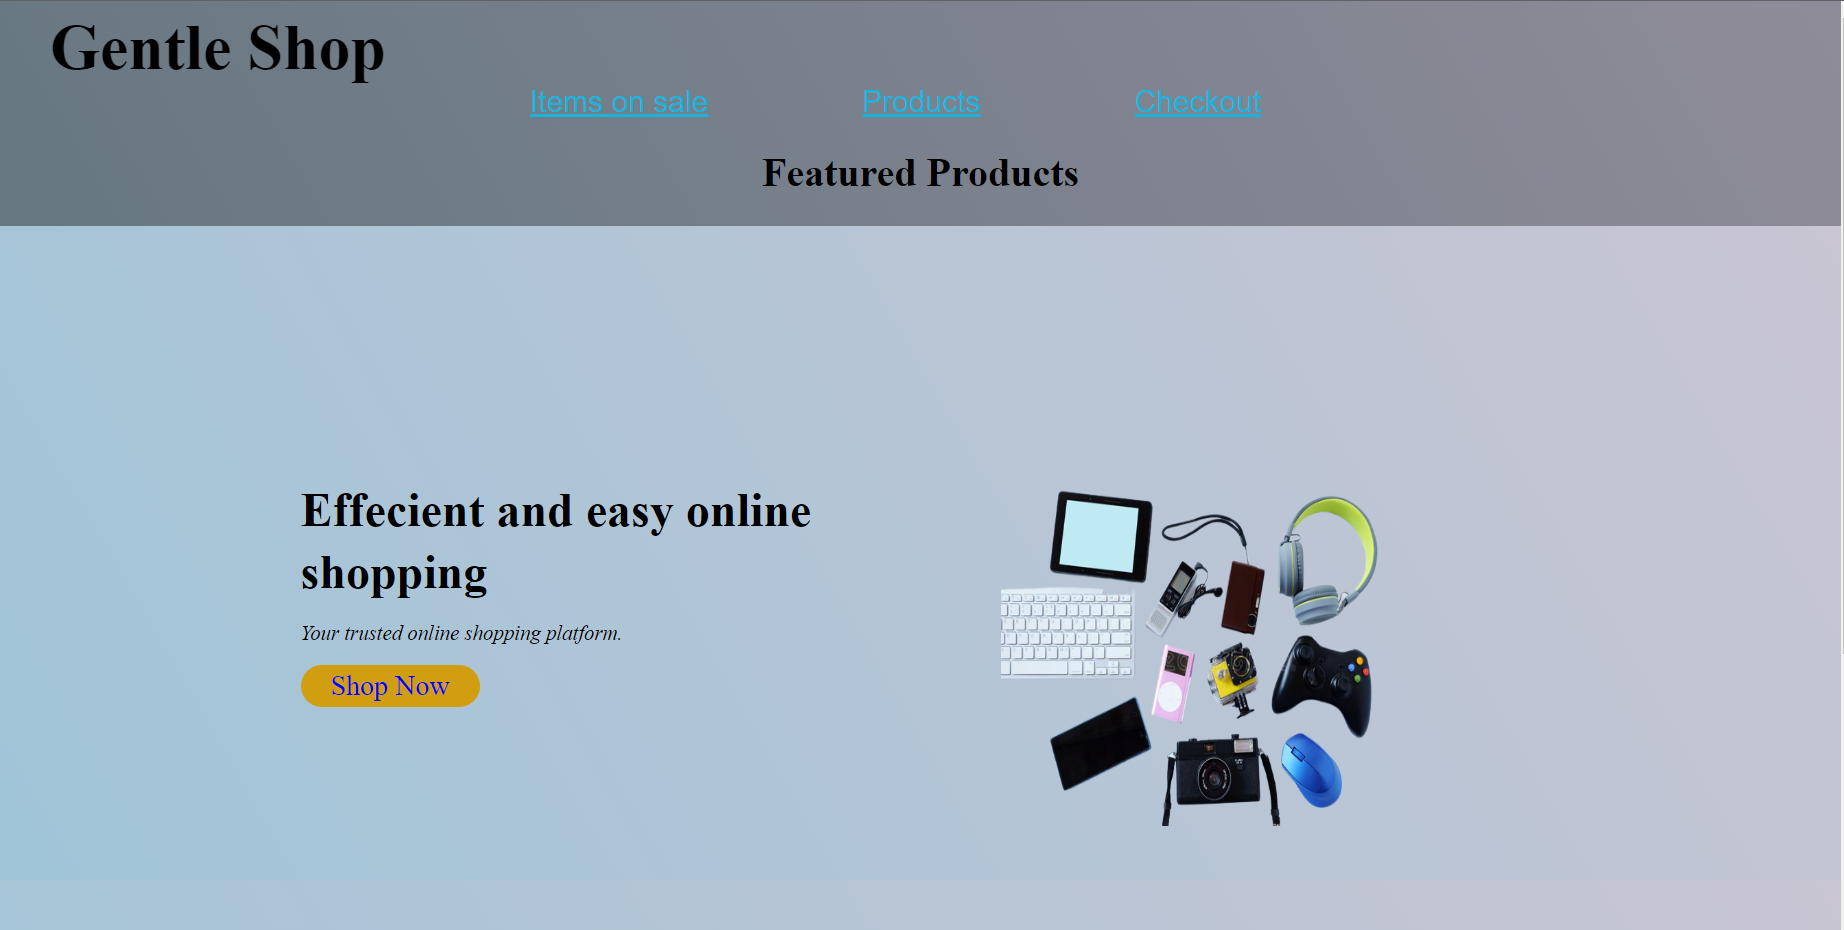 Gentle Shop
Items on sale Products Checkout
Featured Products
Effecient and easy online
shopping
Your trusted online shopping platform.
Shop Now